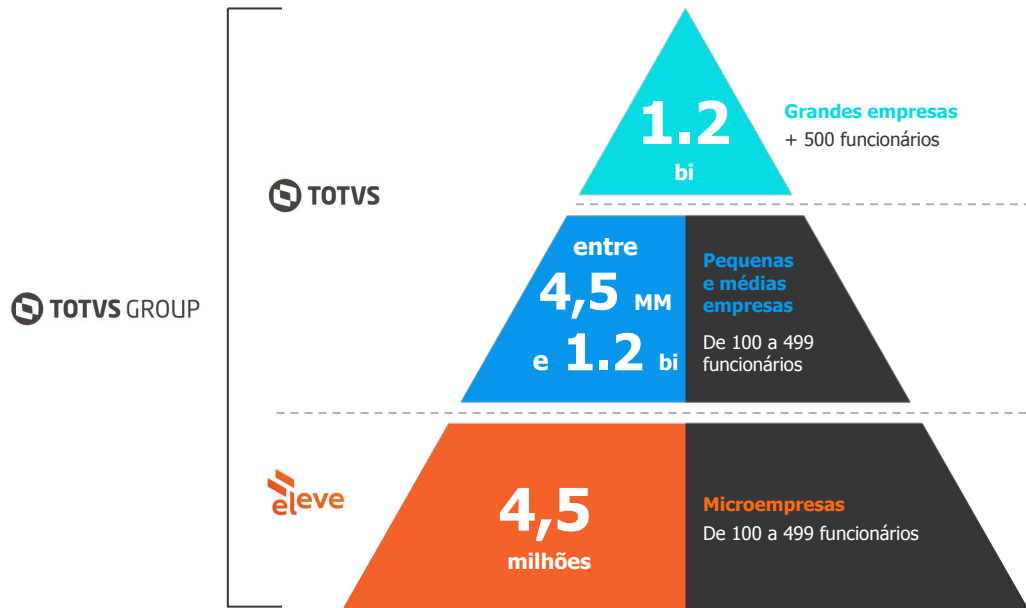 1.2
bi
Grandes empresas
+ 500 funcionários
TOTVS
entre
4,5 MM
e 1.2 bi
Pequenas
e médias
empresas
De 100 a 499
funcionários
TOTVS GROUP
eleve
4,5
milhões
Microempresas
De 100 a 499 funcionários